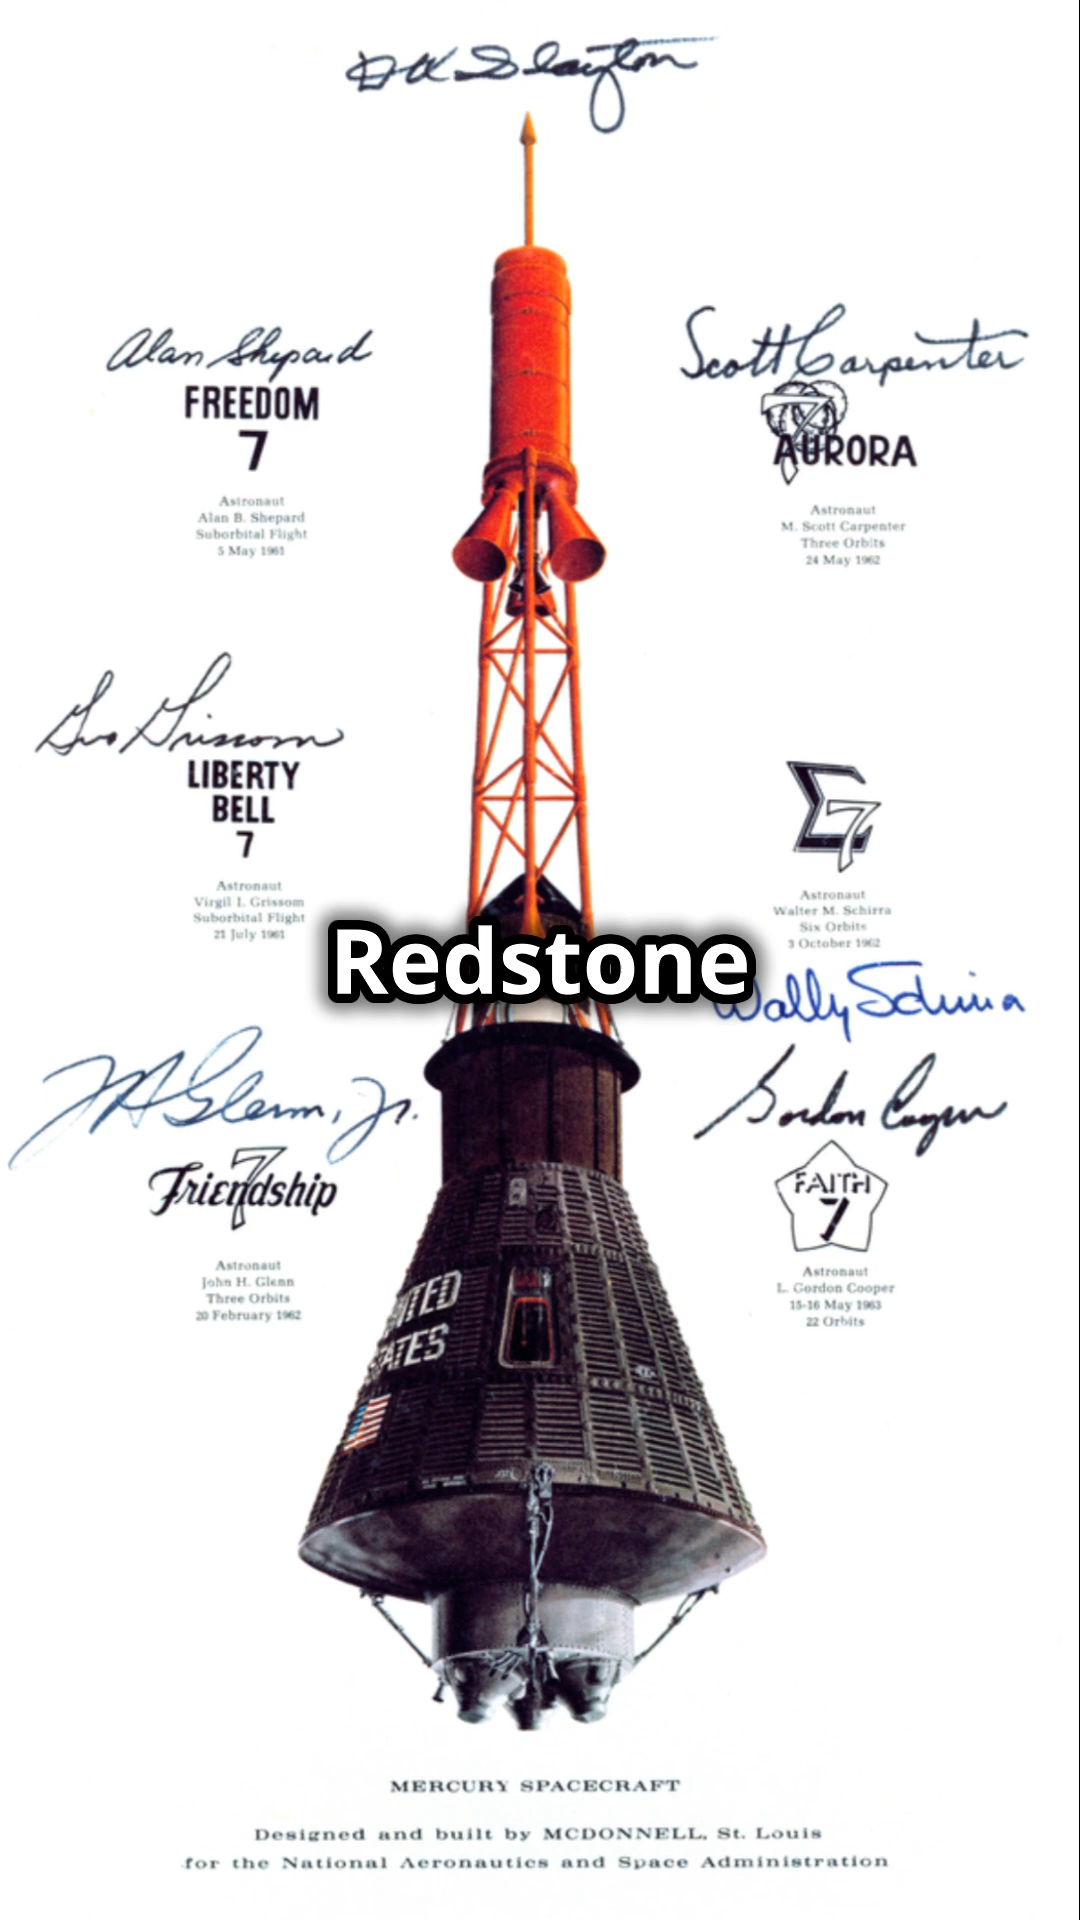 D K Slayton
Alan Shepard
FREEDOM
7
Astronaut
Alan B. Shepard
Suborbital Flight
5 May 1961
Scott Carpenter
AURORA
7
Astronaut
M. Scott Carpenter
Three Orbits
24 May 1962
Gus Grissom
LIBERTY
BELL
7
Astronaut
Virgil I. Grissom
Suborbital Flight
21 July 1961
Σ7
Astronaut
Walter M. Schirra
Six Orbits
3 October 1962
Wally Schirra
Redstone
JH Glenn, Jr.
Friendship
7
Astronaut
John H. Glenn
Three Orbits
20 February 1962
Gordon Cooper
FAITH
7
Astronaut
L. Gordon Cooper
15-16 May 1963
22 Orbits
UNITED
STATES
MERCURY SPACECRAFT
Designed and built by MCDONNELL, St. Louis
for the National Aeronautics and Space Administration